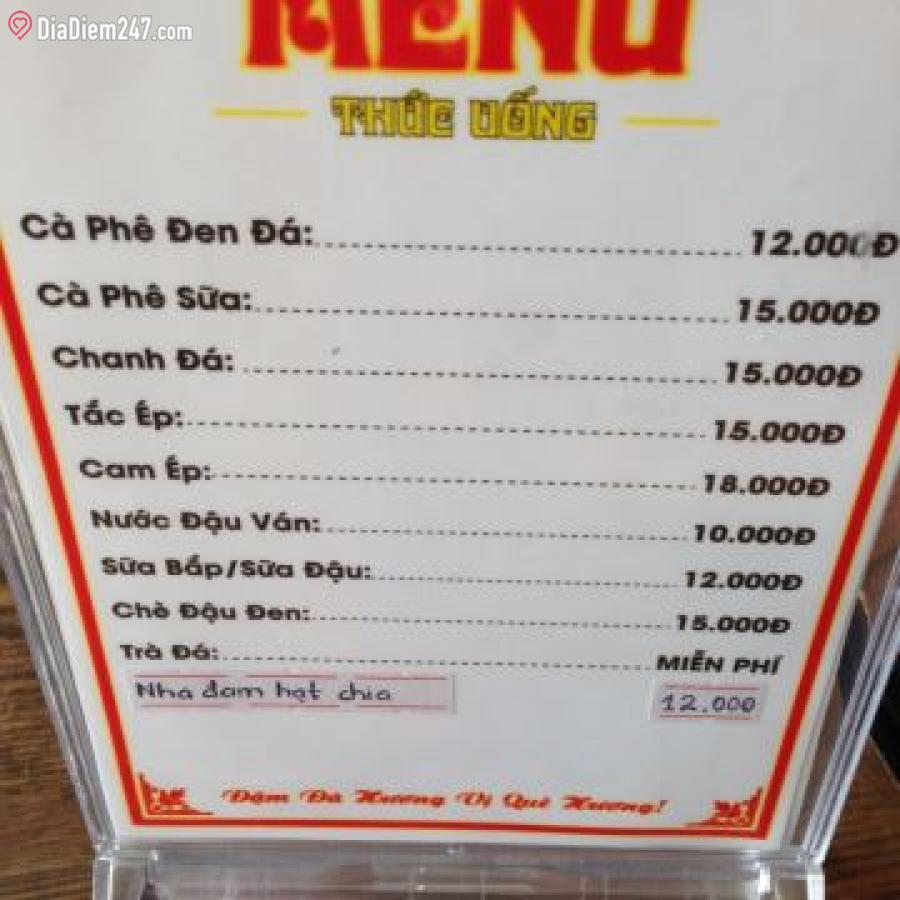 DiaDiem247.com
MENU
THỨC UỐNG
Cà Phê Đen Đá: 12.000Đ
Cà Phê Sữa: 15.000Đ
Chanh Đá: 15.000Đ
Tắc Ép: 15.000Đ
Cam Ép: 18.000Đ
Nước Đậu Ván: 10.000Đ
Sữa Bắp/Sữa Đậu: 12.000Đ
Chè Đậu Đen: 15.000Đ
Trà Đá: MIỄN PHÍ
Nha đam hạt chia 12.000
Đậm Đà Hương Vị Quê Hương!